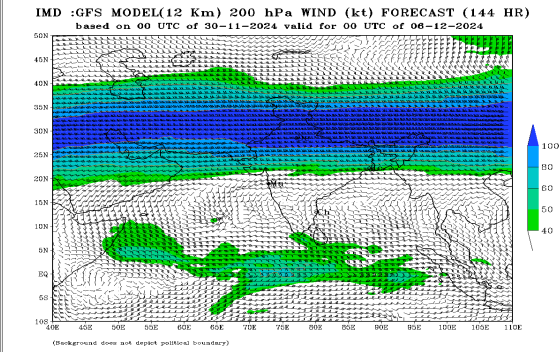 IMD :GFS MODEL(12 Km) 200 hPa WIND (kt) FORECAST (144 HR)
based on 00 UTC of 30-11-2024 valid for 00 UTC of 06-12-2024
50N
45N
40N
35N
30N
25N
20N
15N
10N
5N
EQ
5S
10S
40E 45E 50E 55E 60E 65E 70E 75E 80E 85E 90E 95E 100E 105E 110E
100
80
60
50
40
Mu
Ch
(Background does not depict political boundary)